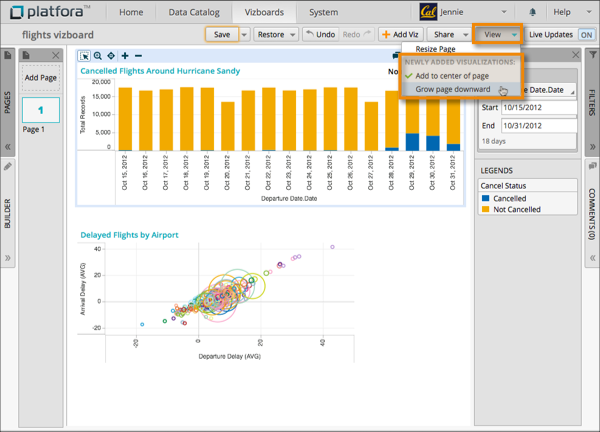 platfora™ Home Data Catalog Vizboards System Cal Jennie Help
flights vizboard Save Restore Undo Redo Add Viz Share View Live Updates ON
Resize Page
NEWLY ADDED VISUALIZATIONS:
Add to center of page
Grow page downward
PAGES
BUILDER
Add Page
1
Page 1
Cancelled Flights Around Hurricane Sandy
Total Records
20,000
15,000
10,000
5,000
0
Oct 15, 2012
Oct 16, 2012
Oct 17, 2012
Oct 18, 2012
Oct 19, 2012
Oct 20, 2012
Oct 21, 2012
Oct 22, 2012
Oct 23, 2012
Oct 24, 2012
Oct 25, 2012
Oct 26, 2012
Oct 27, 2012
Oct 28, 2012
Oct 29, 2012
Oct 30, 2012
Oct 31, 2012
Departure Date.Date
Delayed Flights by Airport
Arrival Delay (AVG)
40
20
0
-20
-20 0 20 40
Departure Delay (AVG)
Date.Date
Start 10/15/2012
End 10/31/2012
18 days
LEGENDS
Cancel Status
Cancelled
Not Cancelled
FILTERS
COMMENTS(0)